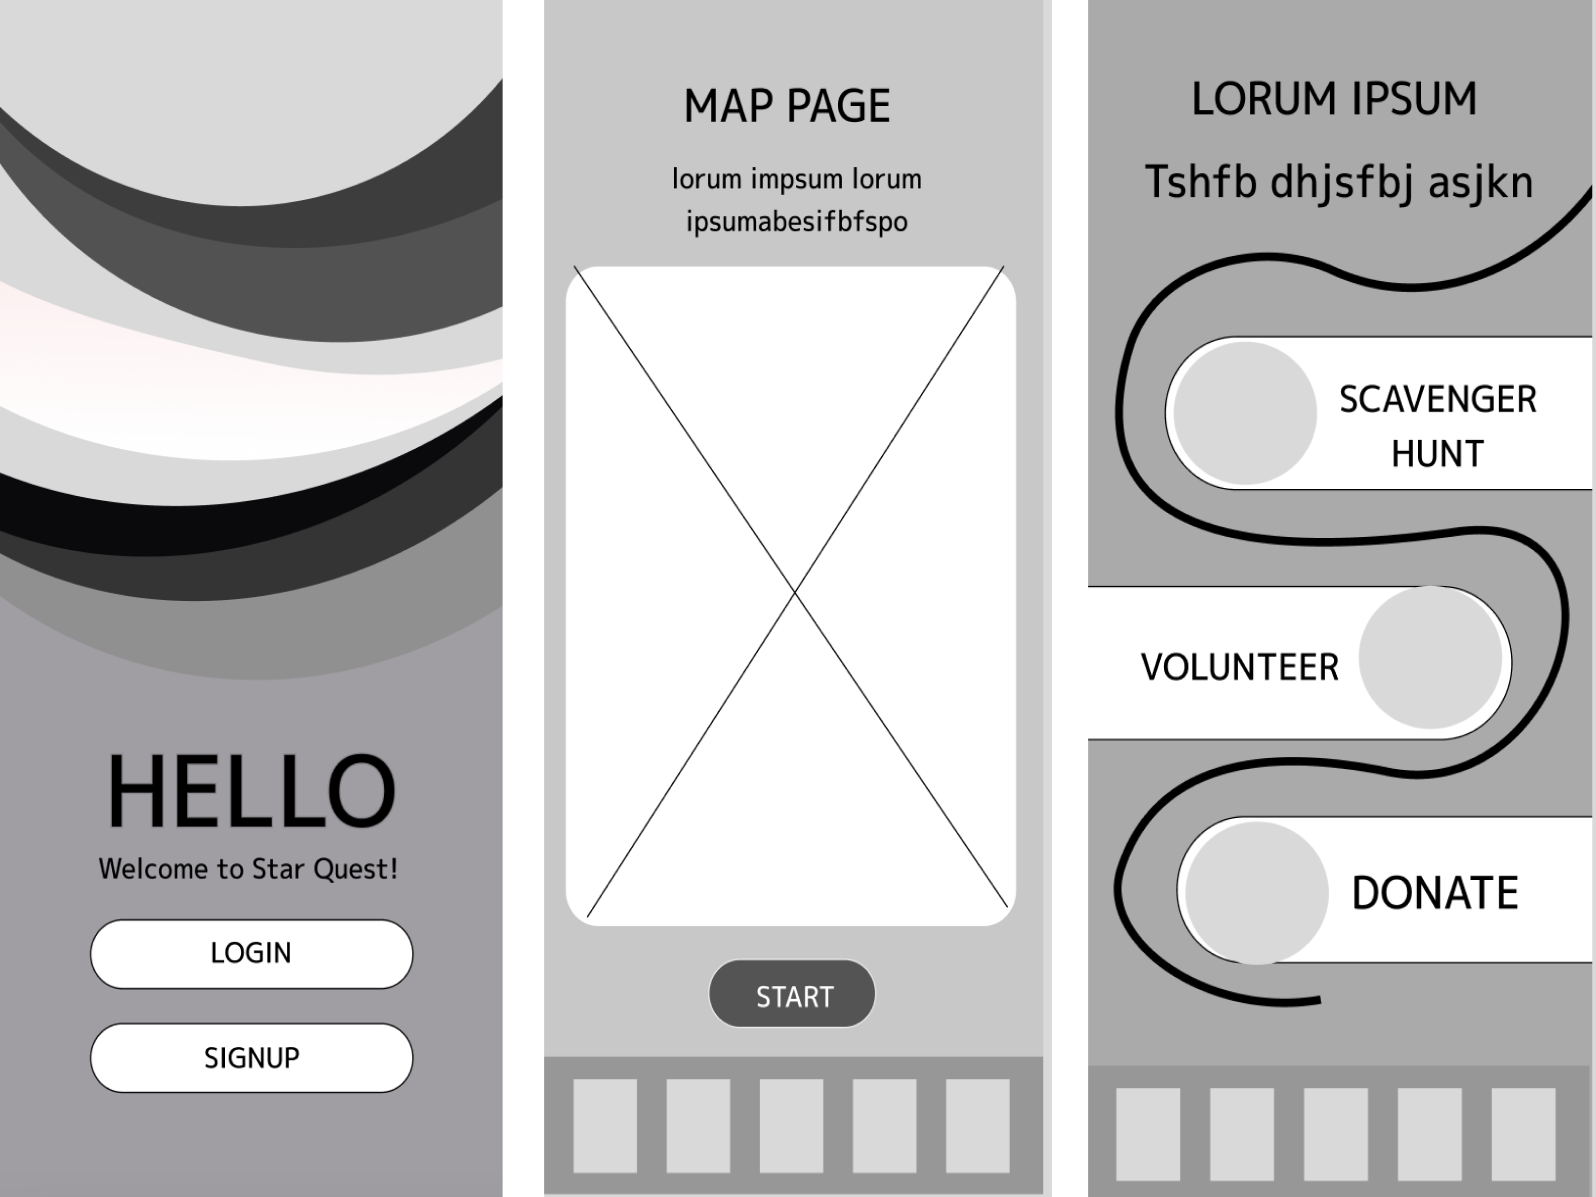 HELLO
Welcome to Star Quest!
LOGIN
SIGNUP
MAP PAGE
lorum impsum lorum
ipsumabesifbfspo
START
LORUM IPSUM
Tshfb dhjsfbj asjkn
SCAVENGER
HUNT
VOLUNTEER
DONATE